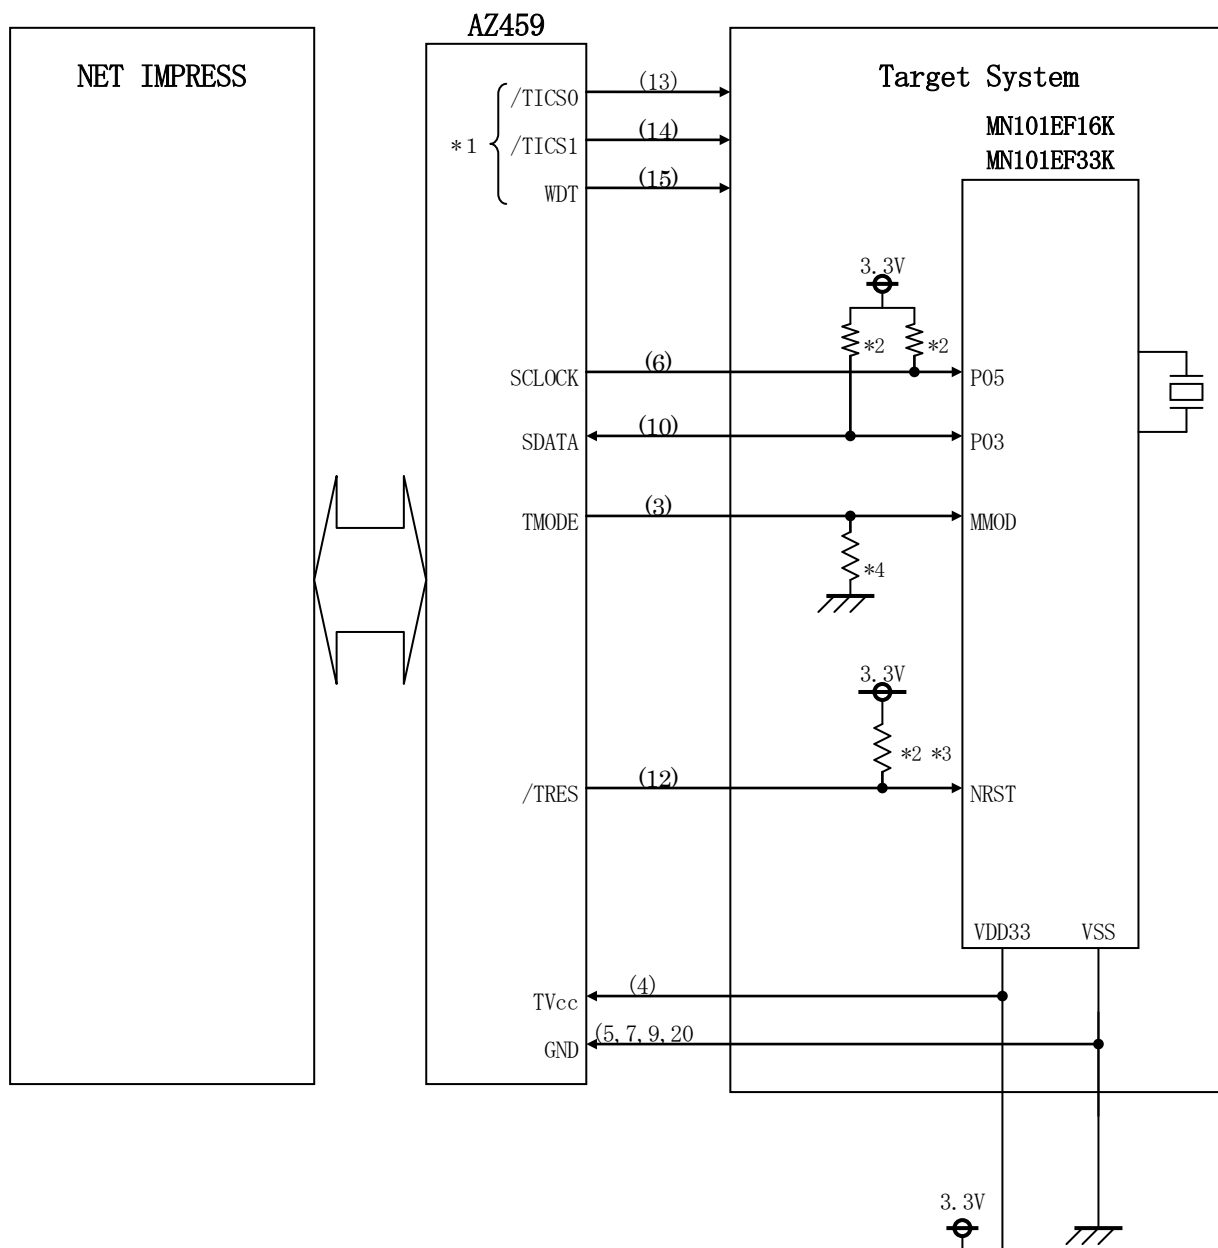 AZ459
NET IMPRESS
Target System
MN101EF16K
MN101EF33K
/TICS0
(13)
*1
/TICS1
(14)
WDT
(15)
3.3V
*2
*2
SCLOCK
(6)
P05
SDATA
(10)
P03
TMODE
(3)
MMOD
*4
3.3V
*2 *3
/TRES
(12)
NRST
VDD33
VSS
TVcc
(4)
GND
(5,7,9,20
3.3V